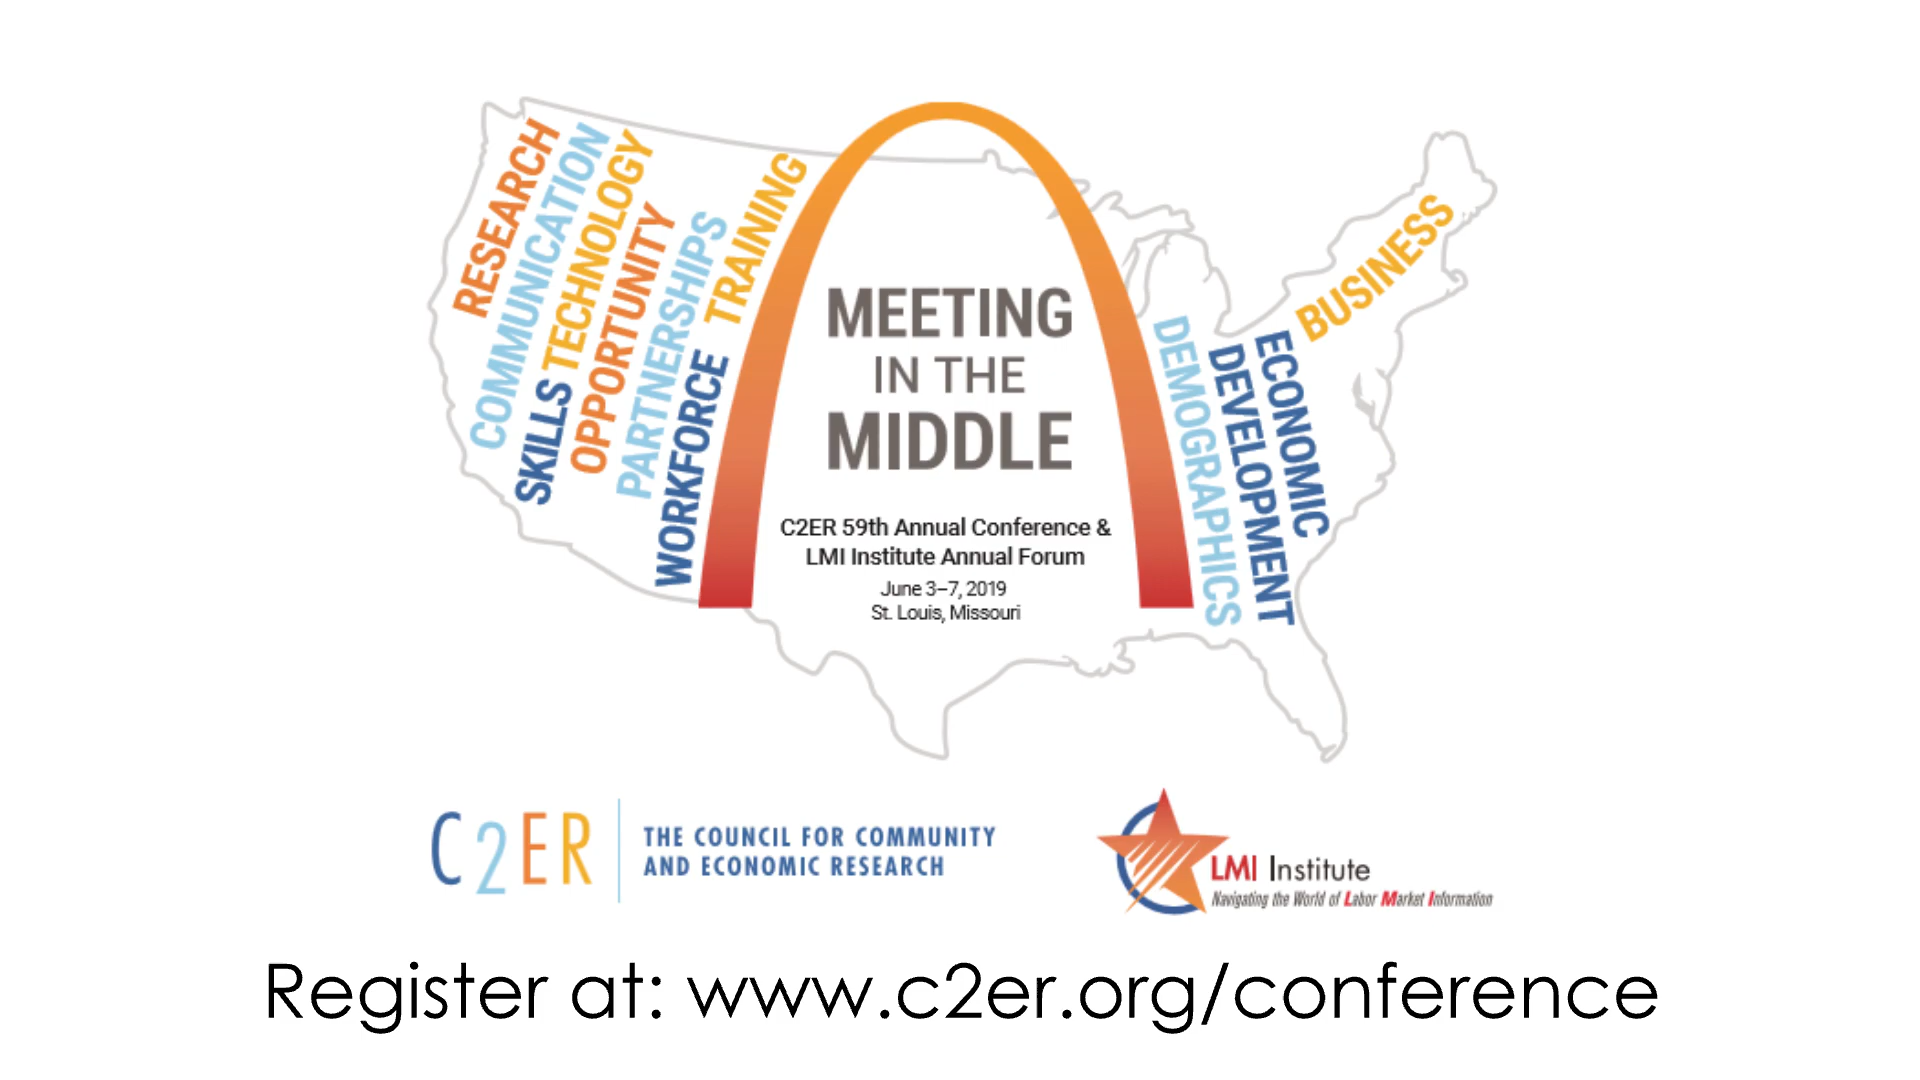 RESEARCH
COMMUNICATION
SKILLS TECHNOLOGY
OPPORTUNITY
PARTNERSHIPS
WORKFORCE TRAINING
MEETING
IN THE
MIDDLE
C2ER 59th Annual Conference &
LMI Institute Annual Forum
June 3–7, 2019
St. Louis, Missouri
DEMOGRAPHICS
ECONOMIC
DEVELOPMENT
BUSINESS
C2ER
THE COUNCIL FOR COMMUNITY
AND ECONOMIC RESEARCH
LMI Institute
Navigating the World of Labor Market Information
Register at: www.c2er.org/conference